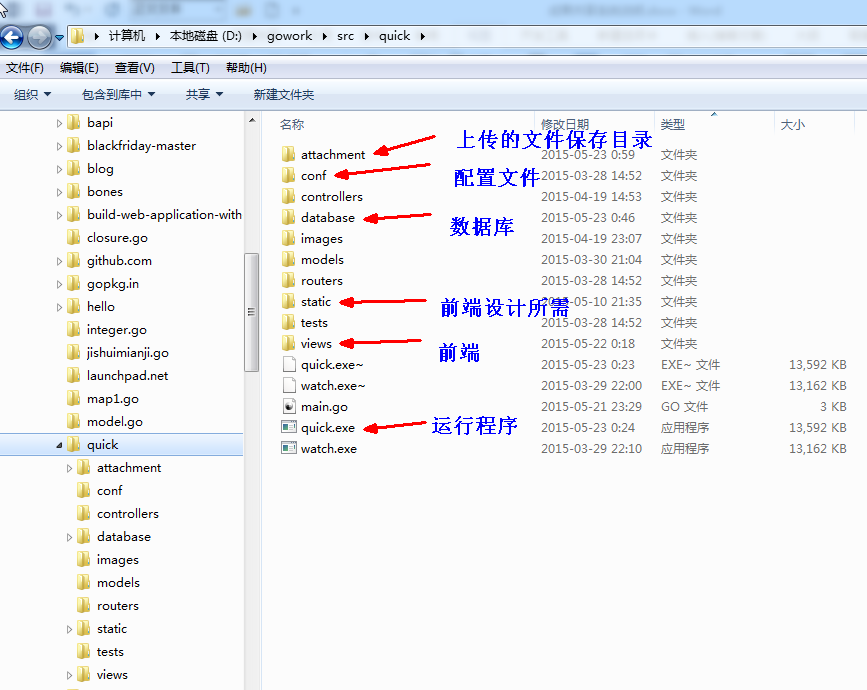 计算机 ▸ 本地磁盘 (D:) ▸ gowork ▸ src ▸ quick ▸
文件(F) 编辑(E) 查看(V) 工具(T) 帮助(H)
组织 包含到库中 共享 新建文件夹
bapi
blackfriday-master
blog
bones
build-web-application-with
closure.go
github.com
gopkg.in
hello
integer.go
jishuimianji.go
launchpad.net
map1.go
model.go
quick
attachment
conf
controllers
database
images
models
routers
static
tests
views
名称 修改日期 类型 大小
attachment 2015-05-23 0:59 文件夹
上传的文件保存目录
conf 2015-03-28 14:52 文件夹
配置文件
controllers 2015-04-19 14:53 文件夹
database 2015-05-23 0:46 文件夹
数据库
images 2015-04-19 23:07 文件夹
models 2015-03-30 21:04 文件夹
routers 2015-03-28 14:52 文件夹
static 2015-05-10 21:35 文件夹
前端设计所需
tests 2015-03-28 14:52 文件夹
views 2015-05-22 0:18 文件夹
前端
quick.exe~ 2015-05-23 0:23 EXE~ 文件 13,592 KB
watch.exe~ 2015-03-29 22:00 EXE~ 文件 13,162 KB
main.go 2015-05-21 23:29 GO 文件 3 KB
quick.exe 2015-05-23 0:24 应用程序 13,592 KB
运行程序
watch.exe 2015-03-29 22:10 应用程序 13,162 KB